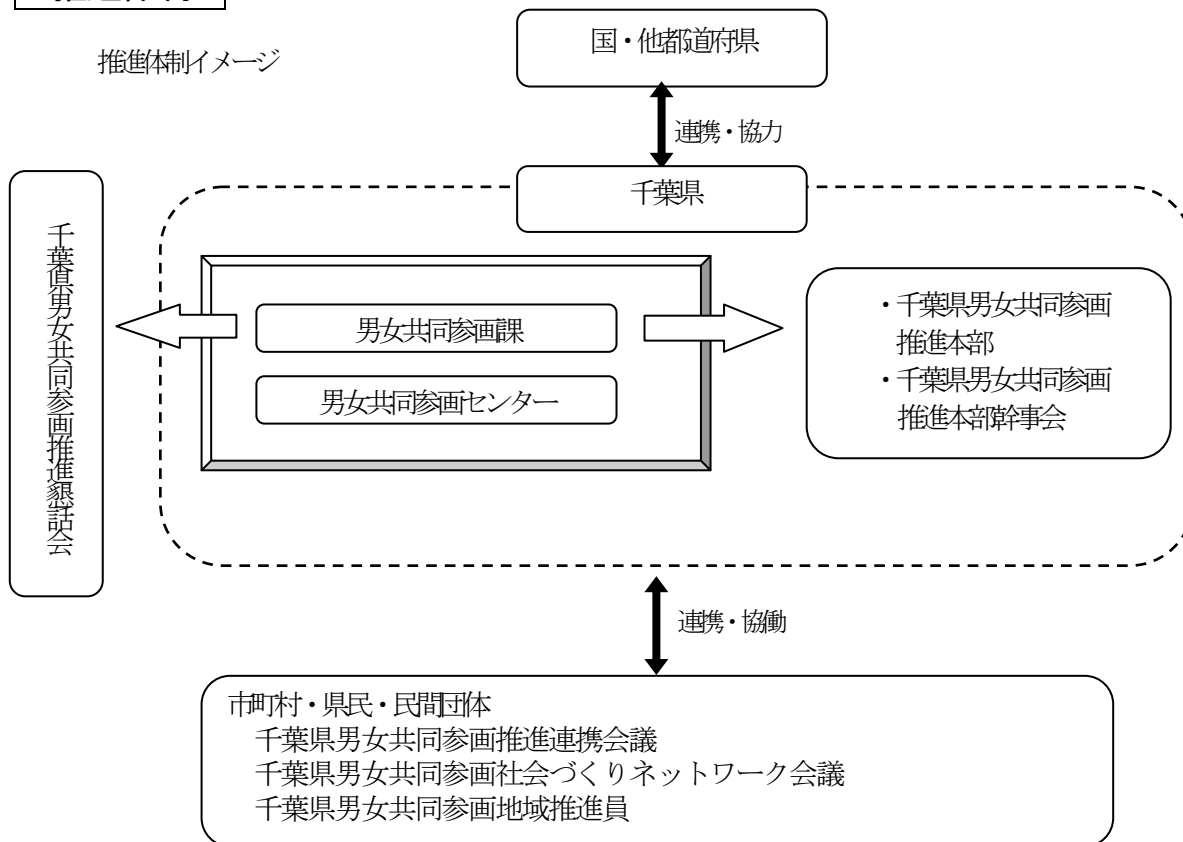 推進体制イメージ
国・他都道府県
連携・協力
千葉県
千葉県男女共同参画推進懇話会
男女共同参画課
男女共同参画センター
・千葉県男女共同参画
推進本部
・千葉県男女共同参画
推進本部幹事会
連携・協働
市町村・県民・民間団体
千葉県男女共同参画推進連携会議
千葉県男女共同参画社会づくりネットワーク会議
千葉県男女共同参画地域推進員